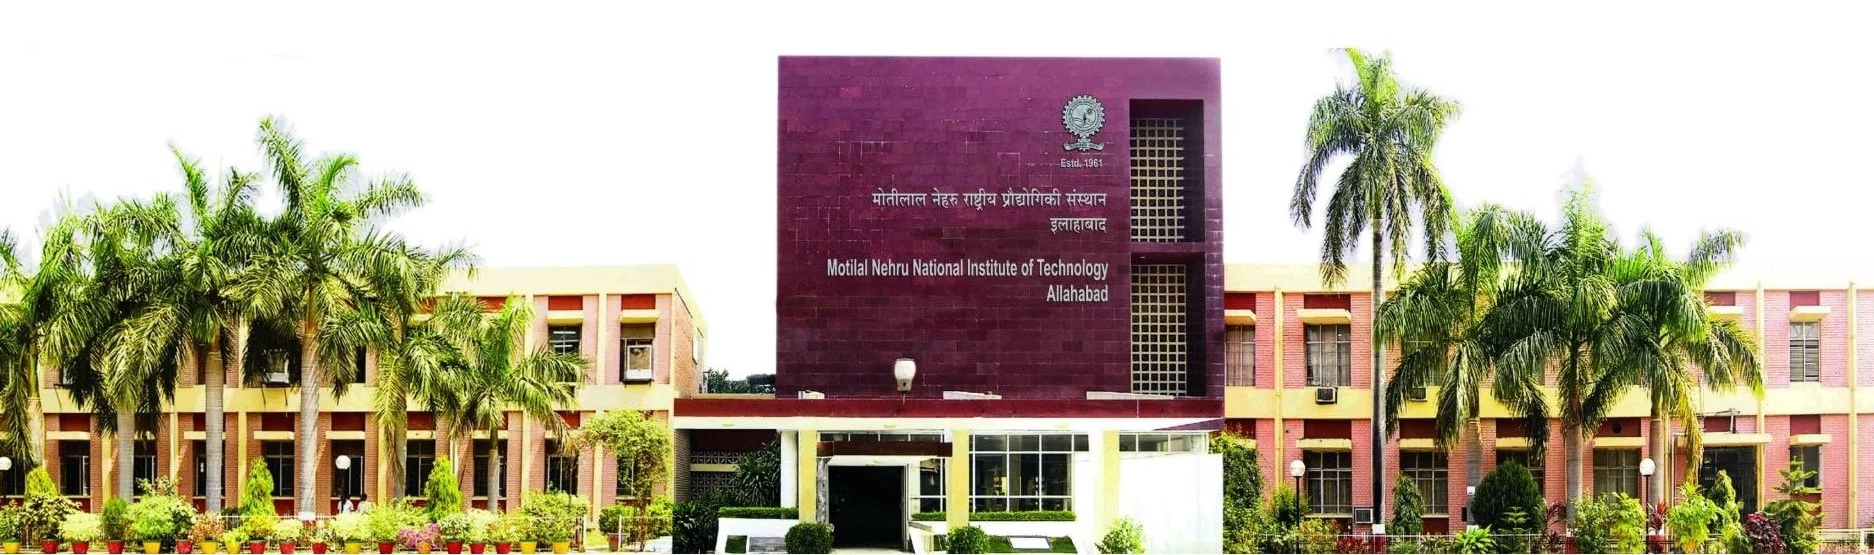 Estd. 1961
मोतीलाल नेहरु राष्ट्रीय प्रौद्योगिकी संस्थान
इलाहाबाद
Motilal Nehru National Institute of Technology
Allahabad